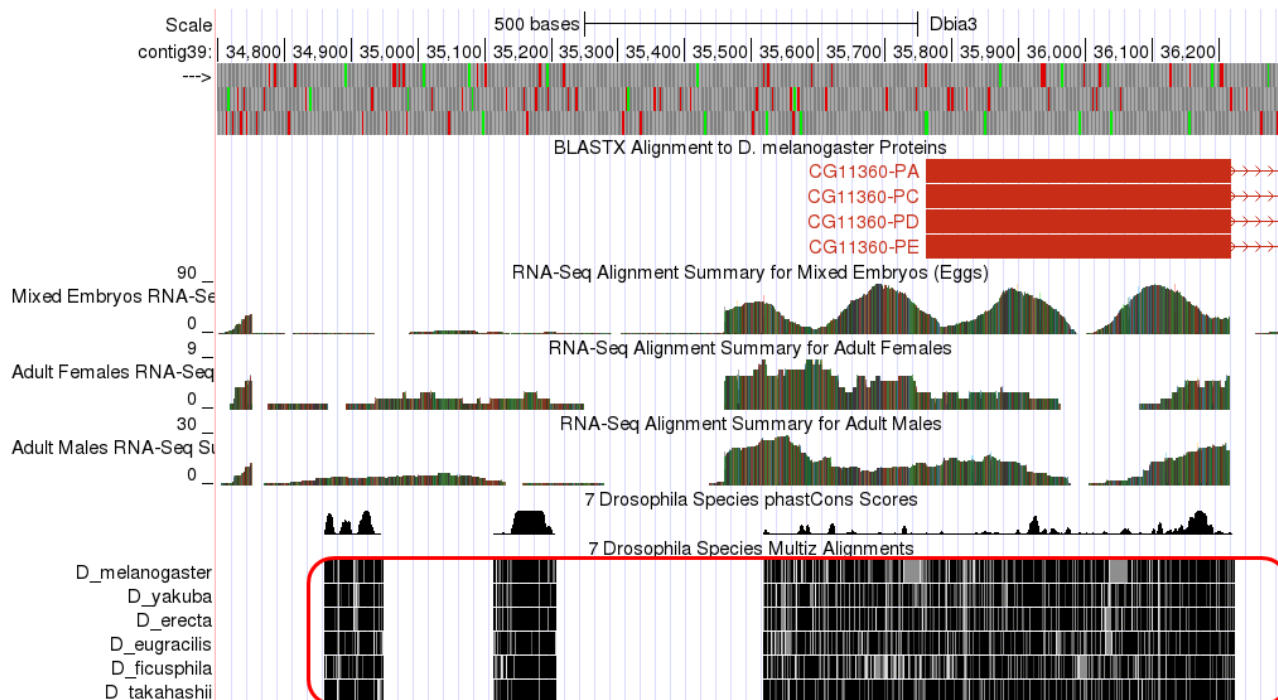 Scale 500 bases Dbia3
contig39: 34,800 34,900 35,000 35,100 35,200 35,300 35,400 35,500 35,600 35,700 35,800 35,900 36,000 36,100 36,200
--->
BLASTX Alignment to D. melanogaster Proteins
CG11360-PA
CG11360-PC
CG11360-PD
CG11360-PE
RNA-Seq Alignment Summary for Mixed Embryos (Eggs)
90 _
Mixed Embryos RNA-Se
0 _
RNA-Seq Alignment Summary for Adult Females
9 _
Adult Females RNA-Seq
0 _
RNA-Seq Alignment Summary for Adult Males
30 _
Adult Males RNA-Seq Su
0 _
7 Drosophila Species phastCons Scores
7 Drosophila Species Multiz Alignments
D_melanogaster
D_yakuba
D_erecta
D_eugracilis
D_ficusphila
D_takahashii